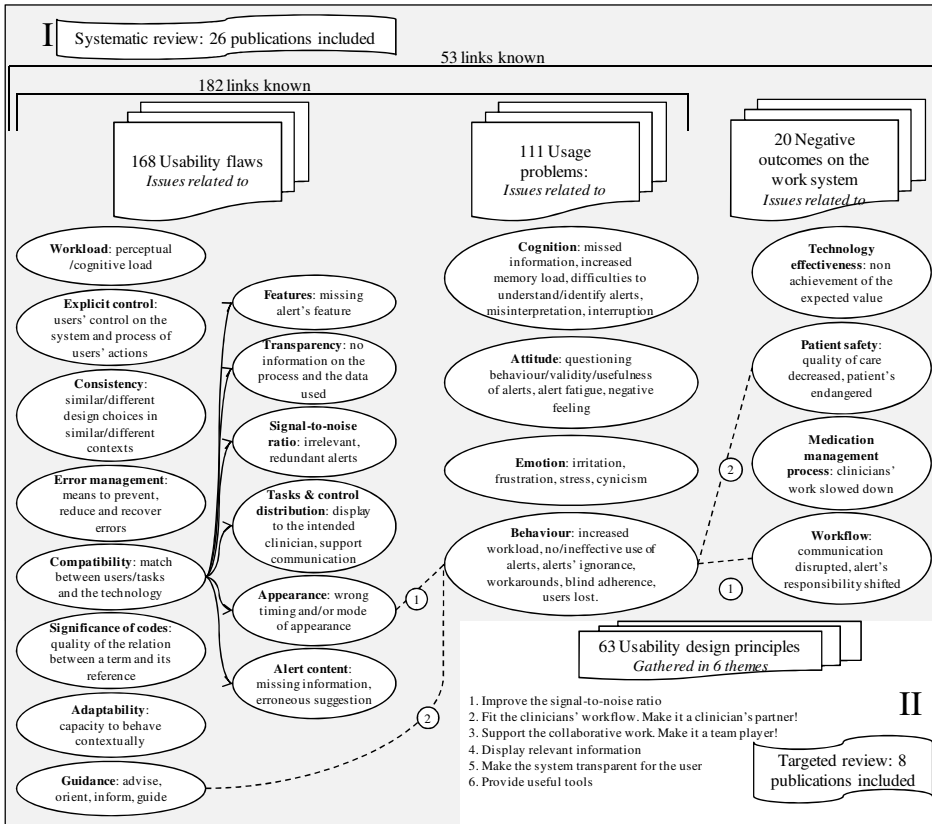 I
Systematic review: 26 publications included
53 links known
182 links known
168 Usability flaws
Issues related to
111 Usage
problems:
Issues related to
20 Negative
outcomes on the
work system
Issues related to
Workload: perceptual
/cognitive load
Explicit control:
users' control on the
system and process of
users' actions
Consistency:
similar/different
design choices in
similar/different
contexts
Error management:
means to prevent,
reduce and recover
errors
Compatibility: match
between users/tasks
and the technology
Significance of codes:
quality of the relation
between a term and its
reference
Adaptability:
capacity to behave
contextually
Guidance: advise,
orient, inform, guide
Features: missing
alert's feature
Transparency: no
information on the
process and the data
used
Signal-to-noise
ratio: irrelevant,
redundant alerts
Tasks & control
distribution: display
to the intended
clinician, support
communication
Appearance: wrong
timing and/or mode
of appearance
Alert content:
missing information,
erroneous suggestion
1
2
Cognition: missed
information, increased
memory load, difficulties to
understand/identify alerts,
misinterpretation, interruption
Attitude: questioning
behaviour/validity/usefulness
of alerts, alert fatigue, negative
feeling
Emotion: irritation,
frustration, stress, cynicism
Behaviour: increased
workload, no/ineffective use of
alerts, alerts' ignorance,
workarounds, blind adherence,
users lost.
2
1
Technology
effectiveness: non
achievement of the
expected value
Patient safety:
quality of care
decreased, patient's
endangered
Medication
management
process: clinicians'
work slowed down
Workflow:
communication
disrupted, alert's
responsibility shifted
63 Usability design principles
Gathered in 6 themes
1. Improve the signal-to-noise ratio
2. Fit the clinicians' workflow. Make it a clinician's partner!
3. Support the collaborative work. Make it a team player!
4. Display relevant information
5. Make the system transparent for the user
6. Provide useful tools
II
Targeted review: 8
publications included